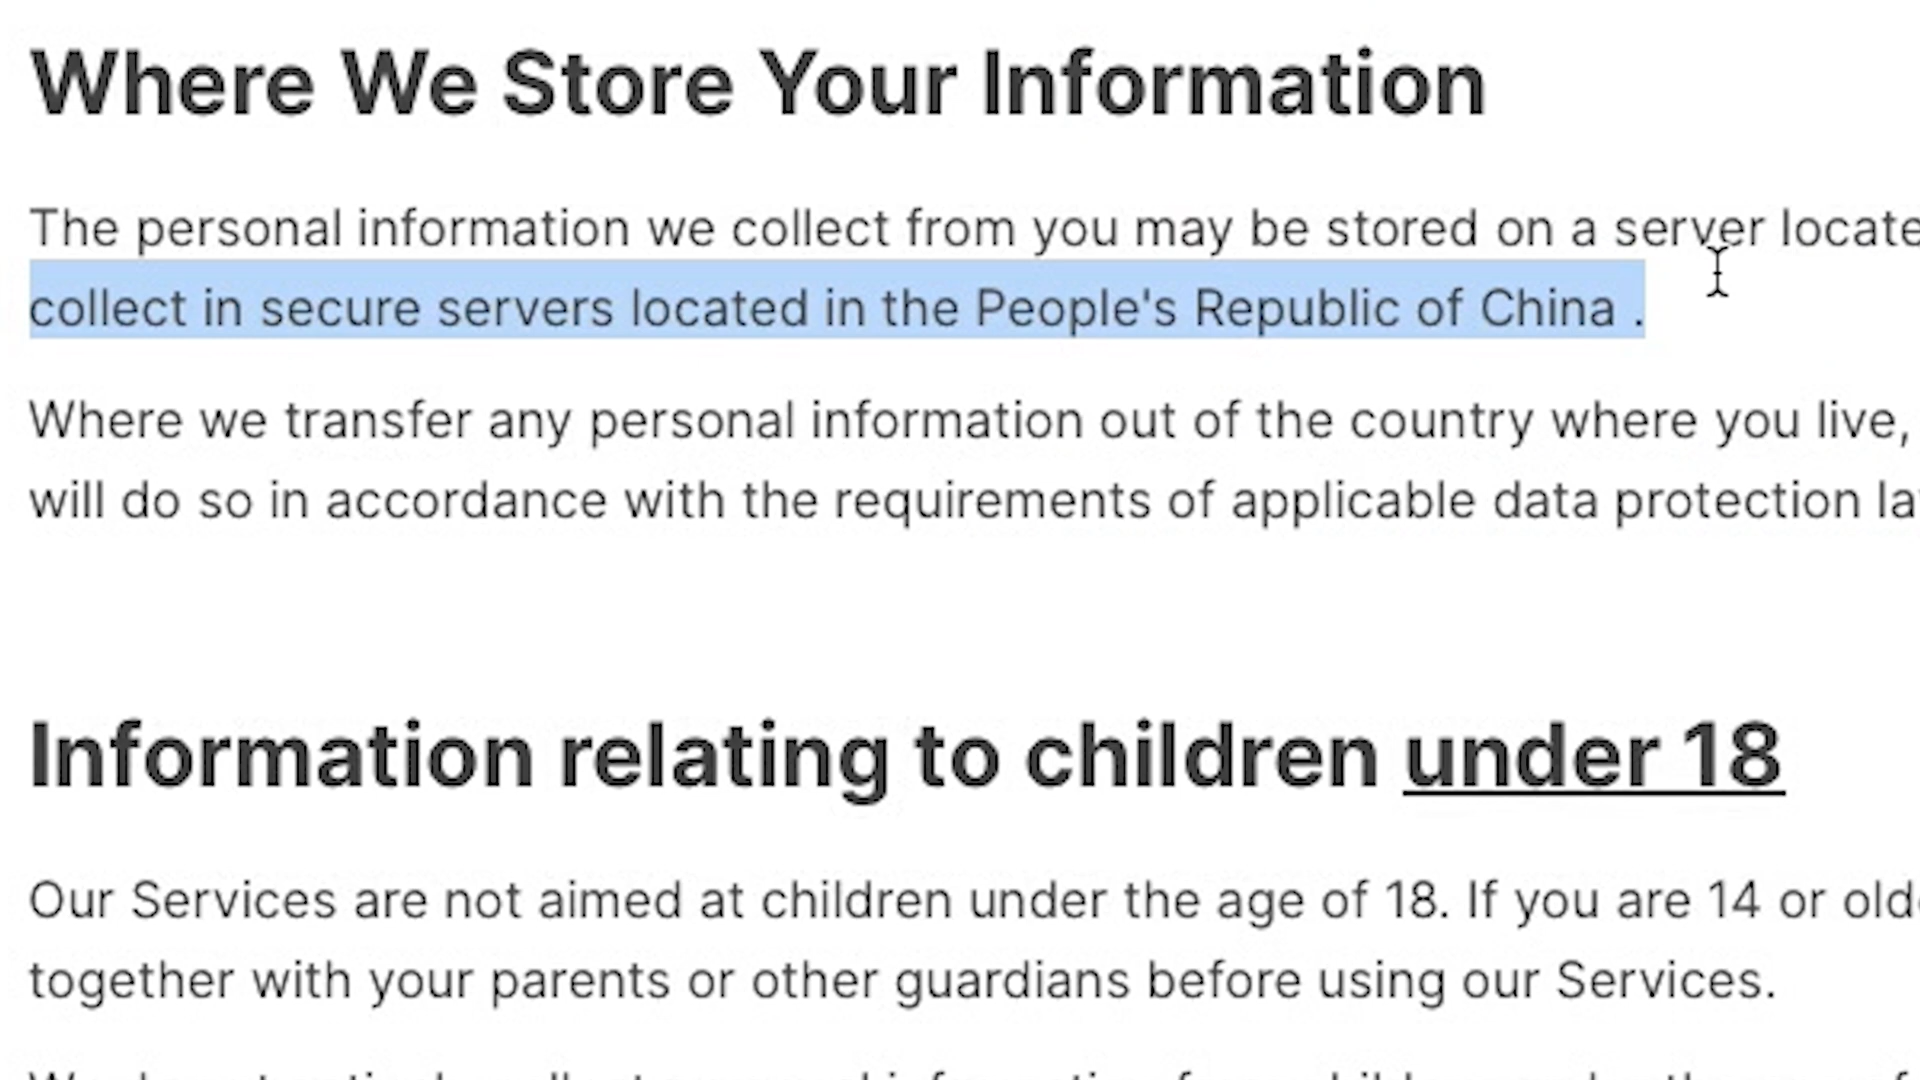 Where We Store Your Information
The personal information we collect from you may be stored on a server
collect in secure servers located in the People's Republic of China .
Where we transfer any personal information out of the country where you live,
will do so in accordance with the requirements of applicable data protection
Information relating to children under 18
Our Services are not aimed at children under the age of 18. If you are 14 or
together with your parents or other guardians before using our Services.